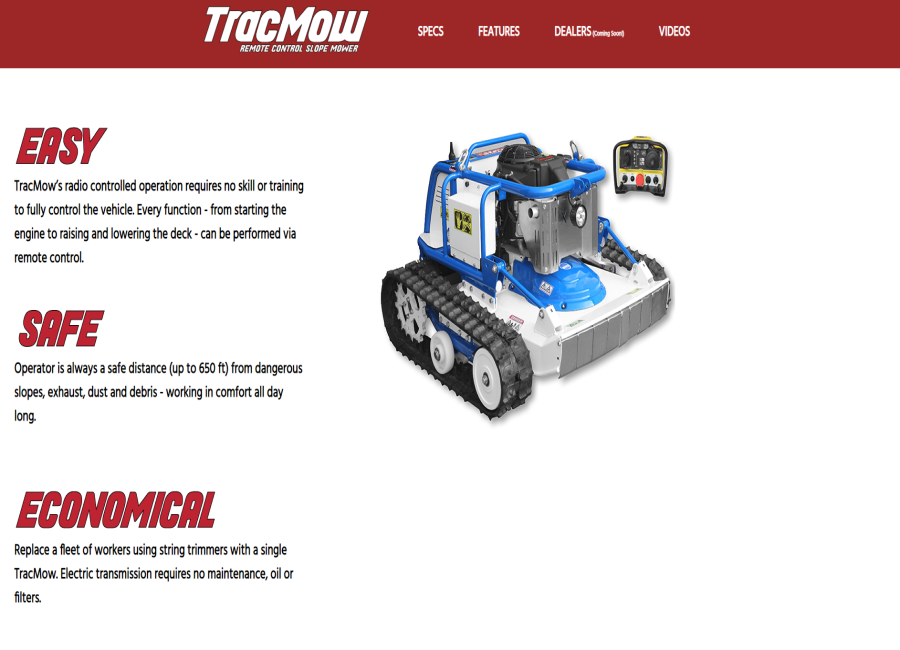 TracMow
REMOTE CONTROL SLOPE MOWER
SPECS
FEATURES
DEALERS (Coming Soon!)
VIDEOS
EASY
TracMow’s radio controlled operation requires no skill or training
to fully control the vehicle. Every function - from starting the
engine to raising and lowering the deck - can be performed via
remote control.
SAFE
Operator is always a safe distance (up to 650 ft) from dangerous
slopes, exhaust, dust and debris - working in comfort all day
long.
ECONOMICAL
Replace a fleet of workers using string trimmers with a single
TracMow. Electric transmission requires no maintenance, oil or
filters.